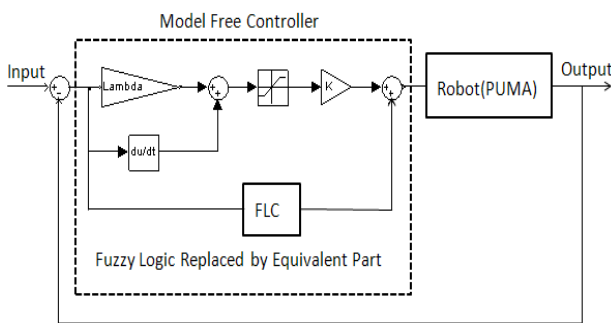 Model Free Controller
Input
Output
Lambda
K
Robot(PUMA)
du/dt
FLC
Fuzzy Logic Replaced by Equivalent Part